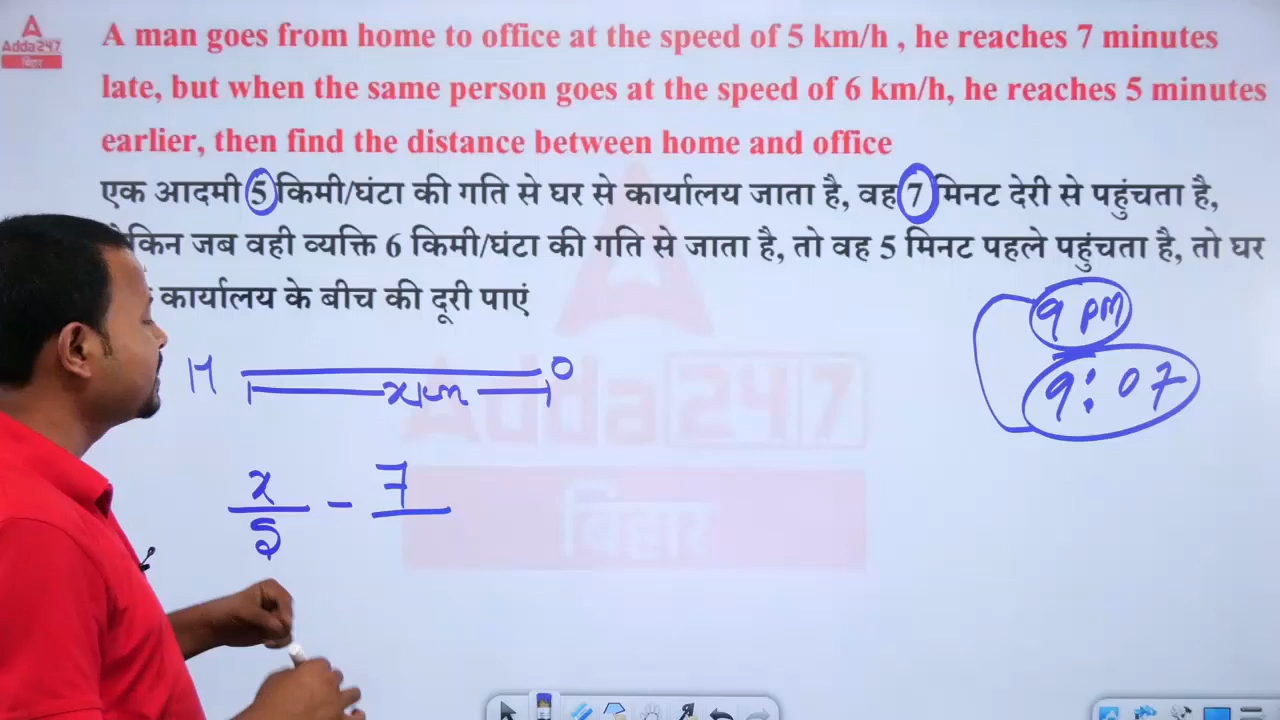 A man goes from home to office at the speed of 5 km/h , he reaches 7 minutes
late, but when the same person goes at the speed of 6 km/h, he reaches 5 minutes
earlier, then find the distance between home and office
एक आदमी 5 किमी/घंटा की गति से घर से कार्यालय जाता है, वह 7 मिनट देरी से पहुंचता है,
जब वही व्यक्ति 6 किमी/घंटा की गति से जाता है, तो वह 5 मिनट पहले पहुंचता है, तो घर
कार्यालय के बीच की दूरी पाएं
Adda247
बिहार
9 pm
9:07
H O
x km
x/5 - 7
Adda247
बिहार